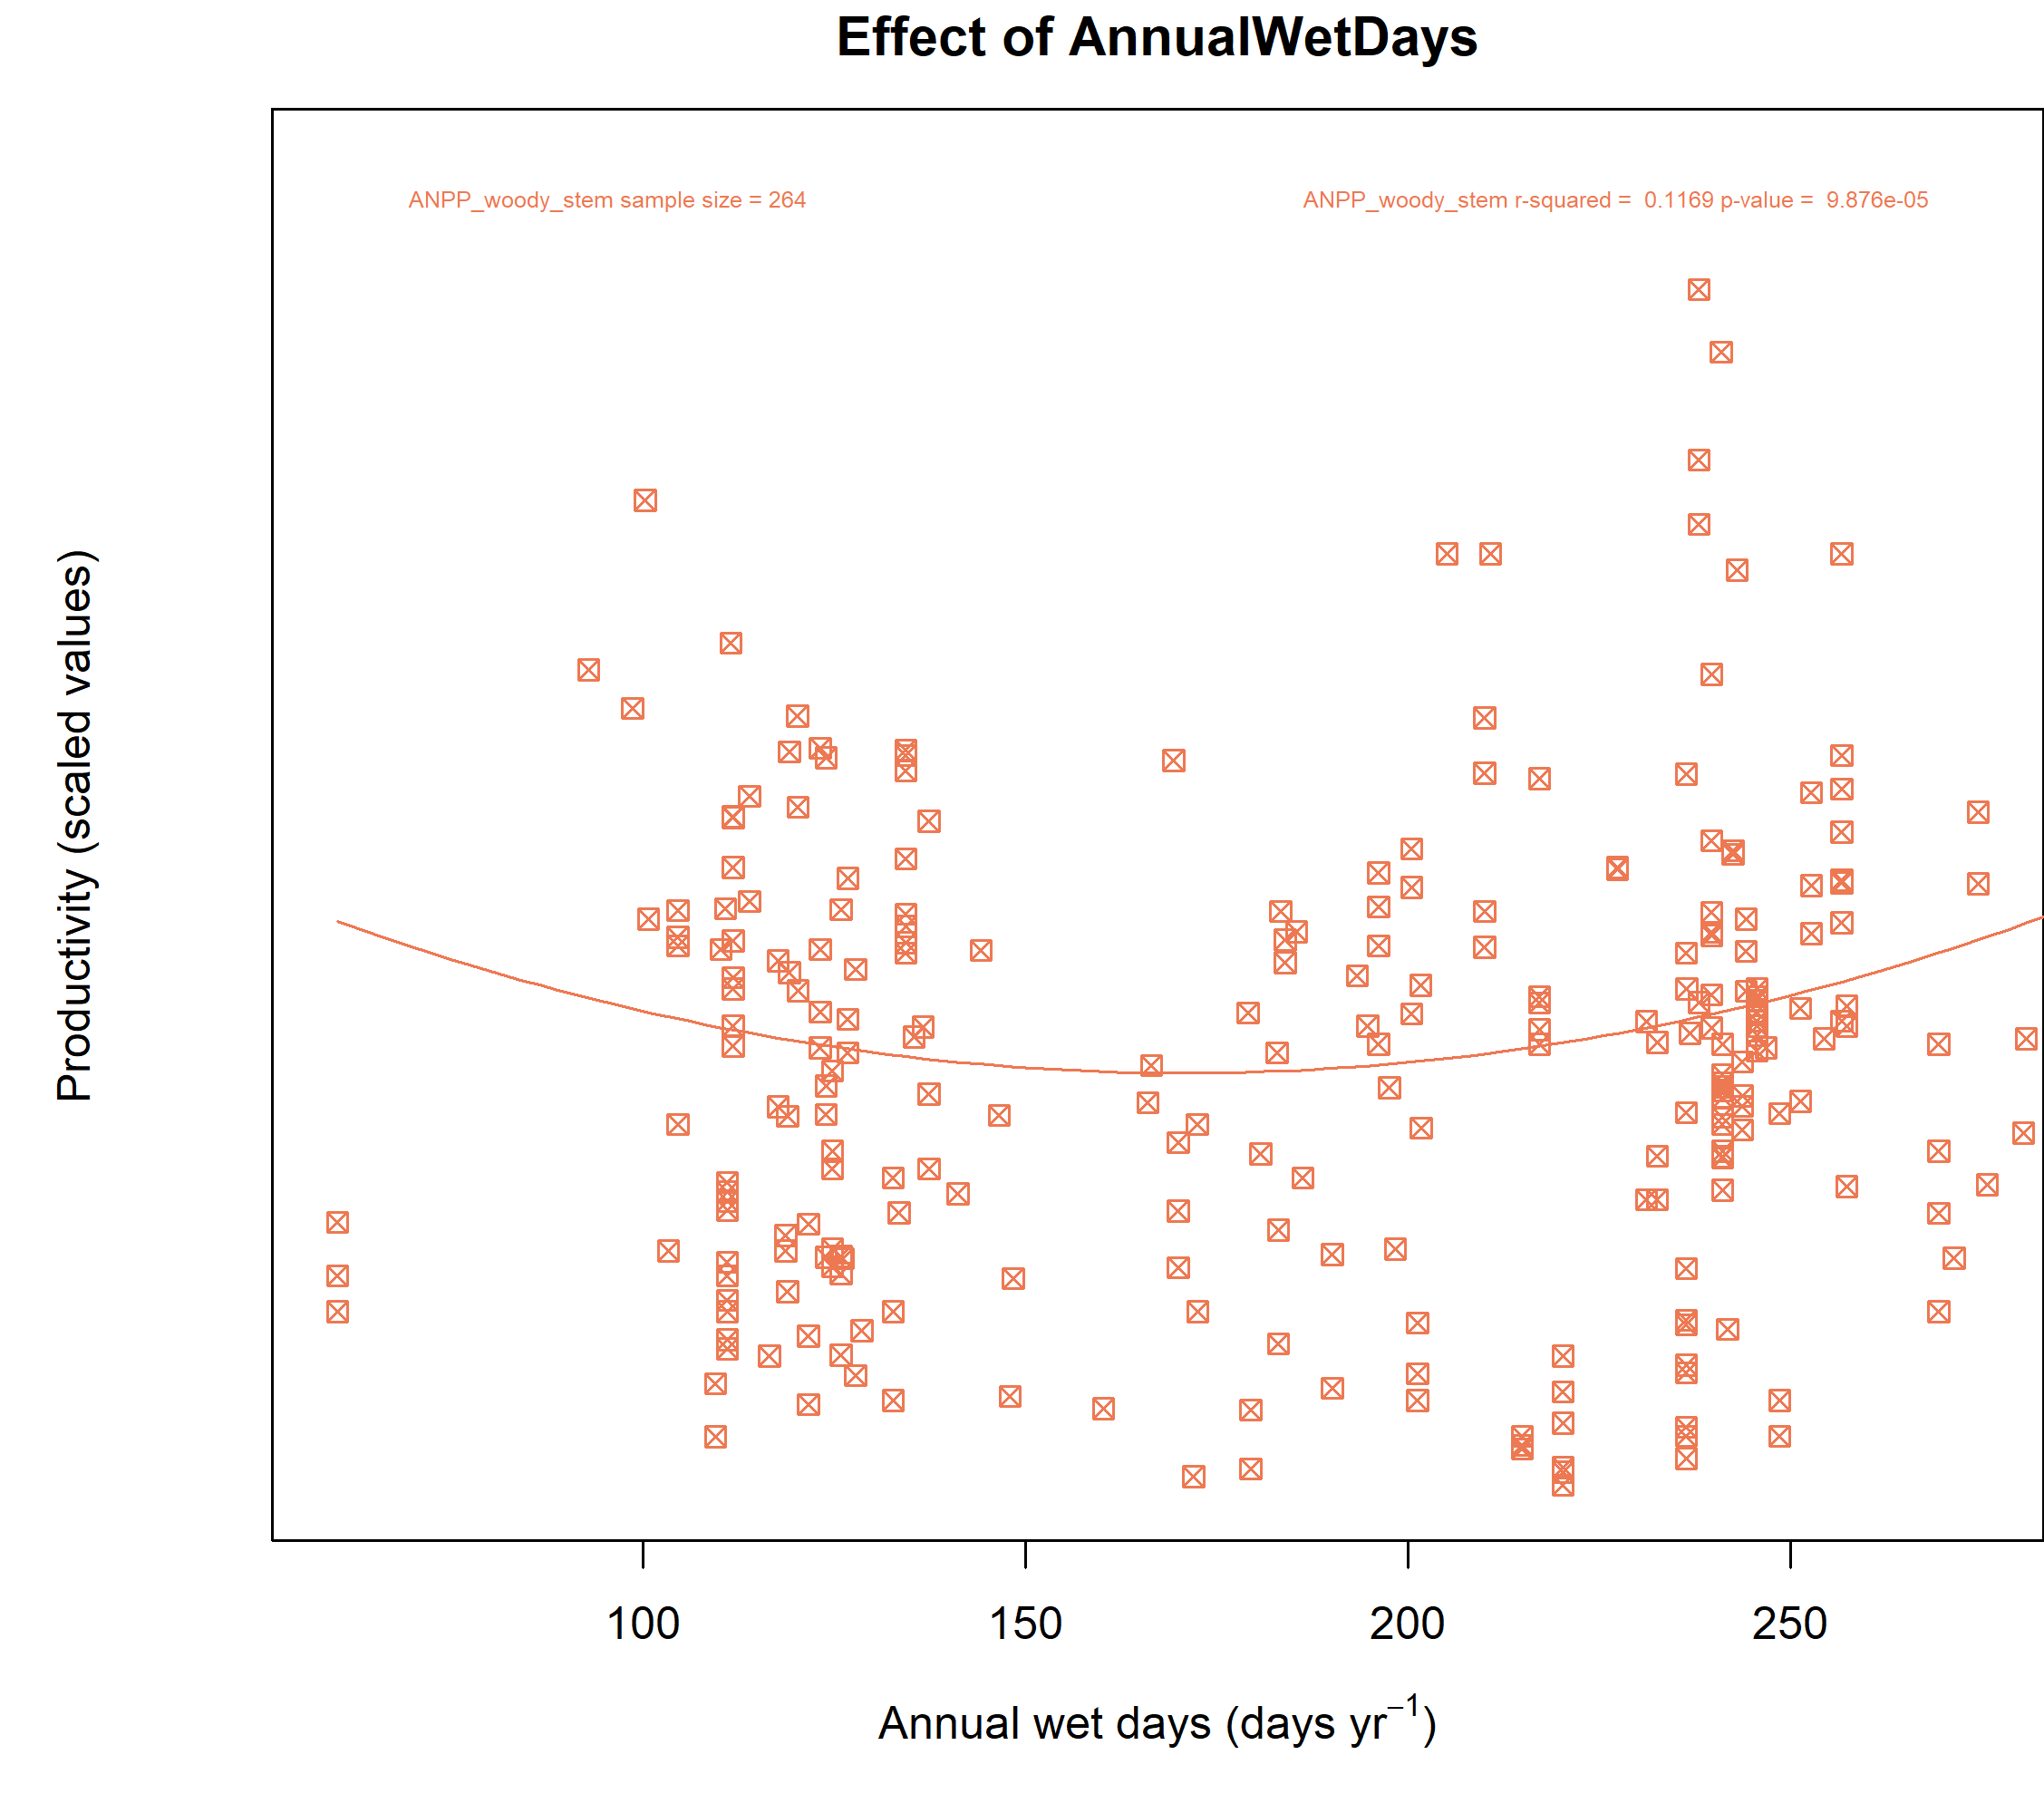 Effect of AnnualWetDays
ANPP_woody_stem sample size = 264
ANPP_woody_stem r-squared = 0.1169 p-value = 9.876e-05
Productivity (scaled values)
100 150 200 250
Annual wet days (days yr⁻¹)